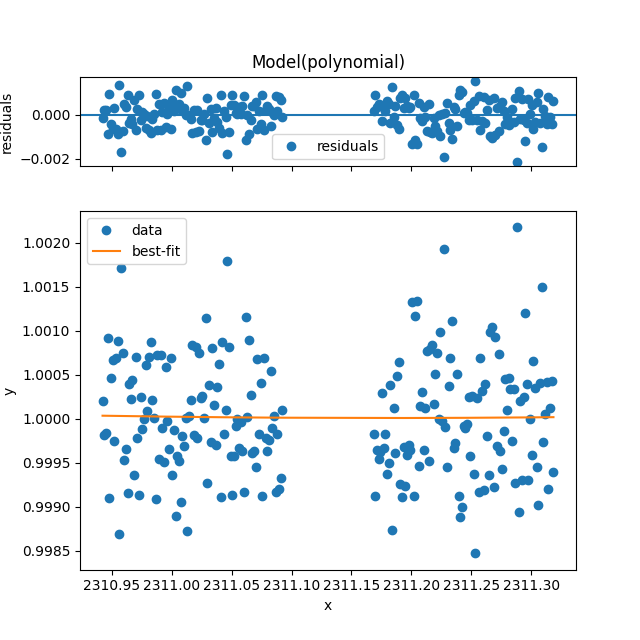 Model(polynomial)
residuals
0.000
−0.002
residuals
data
best-fit
y
1.0020
1.0015
1.0010
1.0005
1.0000
0.9995
0.9990
0.9985
2310.95 2311.00 2311.05 2311.10 2311.15 2311.20 2311.25 2311.30
x